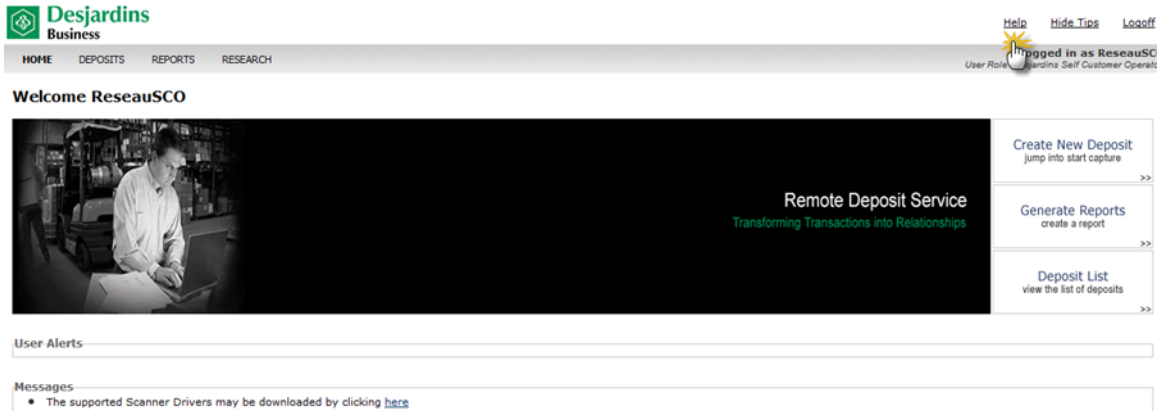 Desjardins
Business
Help Hide Tips Logoff
HOME DEPOSITS REPORTS RESEARCH
ogged in as ReseauSC
User Role jardins Self Customer Operato
Welcome ReseauSCO
Remote Deposit Service
Transforming Transactions into Relationships
Create New Deposit
jump into start capture
>>
Generate Reports
create a report
>>
Deposit List
view the list of deposits
>>
User Alerts
Messages
• The supported Scanner Drivers may be downloaded by clicking here